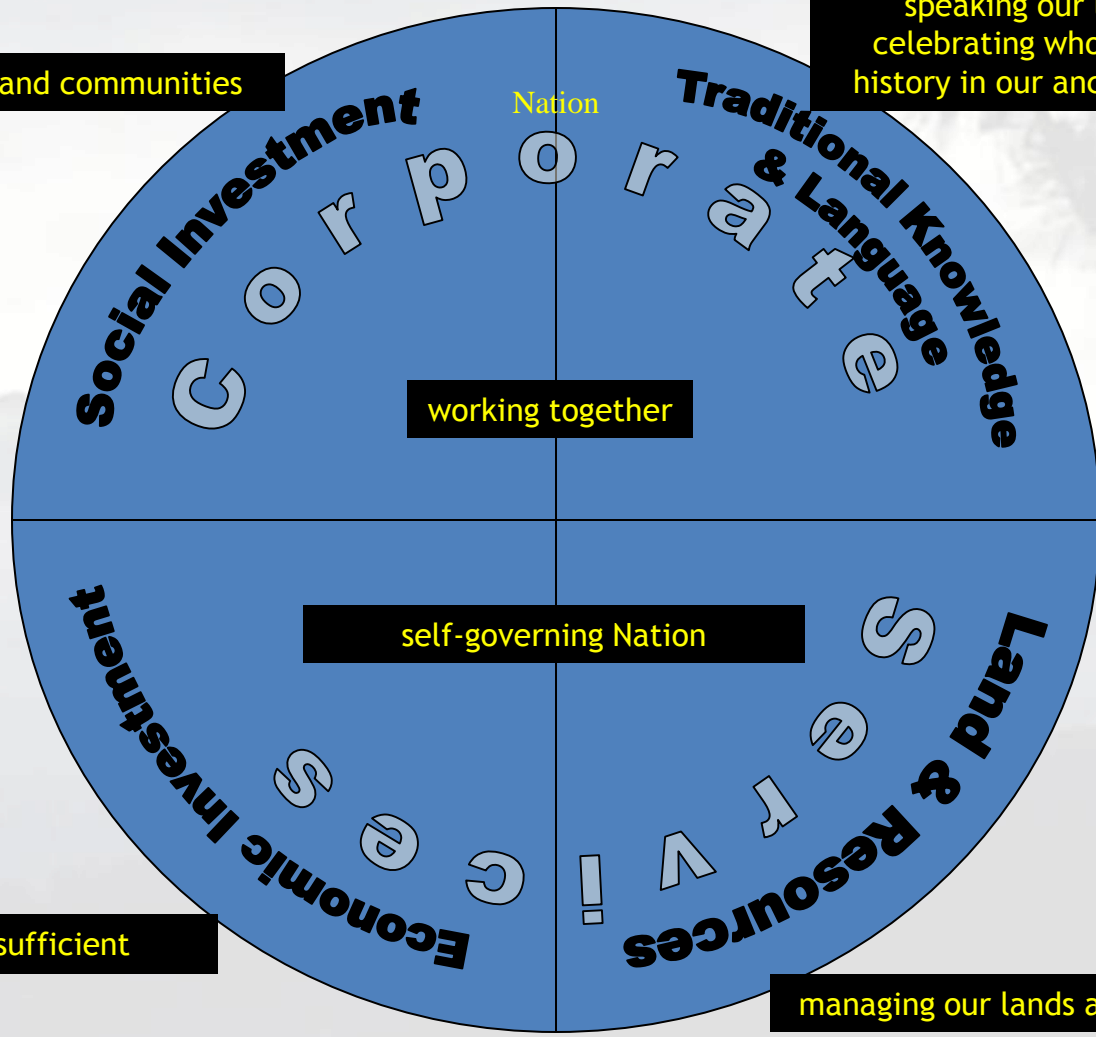 speaking our
celebrating who
history in our
and communities
Nation
Social Investment
Traditional Knowledge
& Language
Corporate
working together
self-governing Nation
Services
Economic Investment
Land & Resources
sufficient
managing our lands